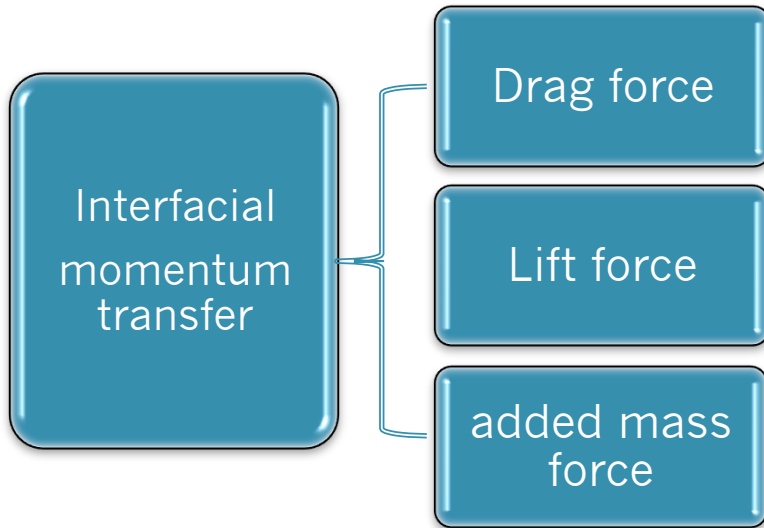 Interfacial
momentum
transfer
Drag force
Lift force
added mass
force